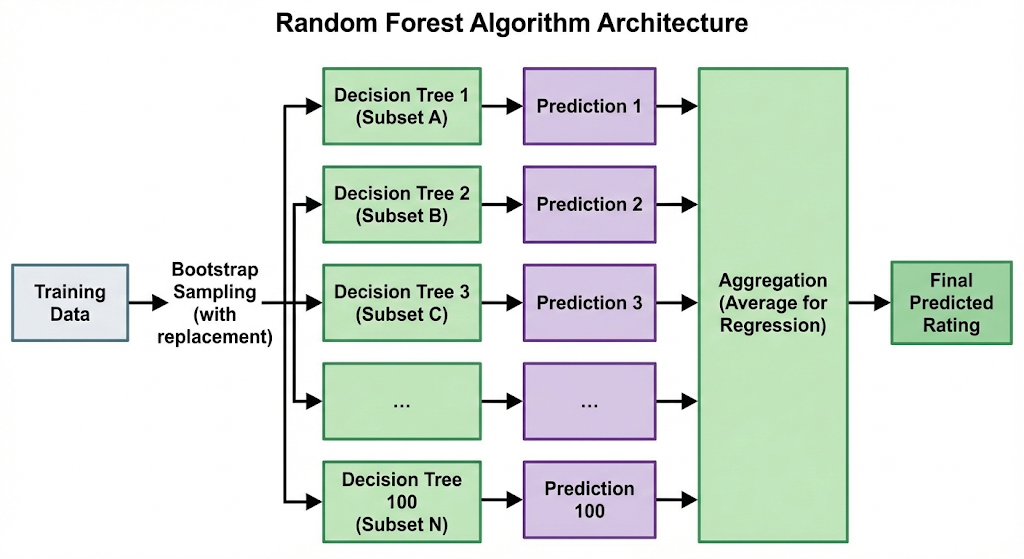 Random Forest Algorithm Architecture
Training
Data
Bootstrap
Sampling
(with
replacement)
Decision Tree 1
(Subset A)
Prediction 1
Decision Tree 2
(Subset B)
Prediction 2
Decision Tree 3
(Subset C)
Prediction 3
...
...
Decision Tree
100
(Subset N)
Prediction
100
Aggregation
(Average for
Regression)
Final
Predicted
Rating